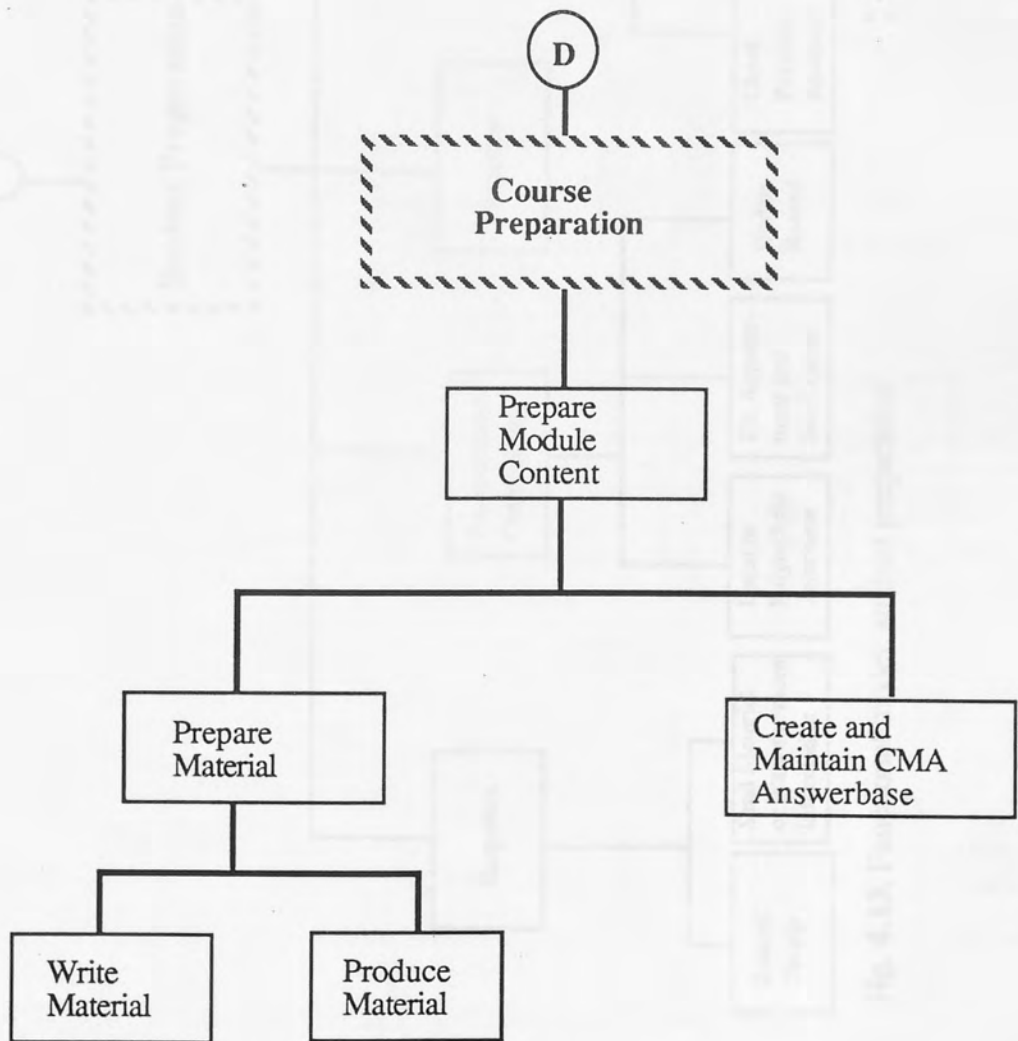 D
Course
Preparation
Prepare
Module
Content
Prepare
Material
Create and
Maintain CMA
Answerbase
Write
Material
Produce
Material